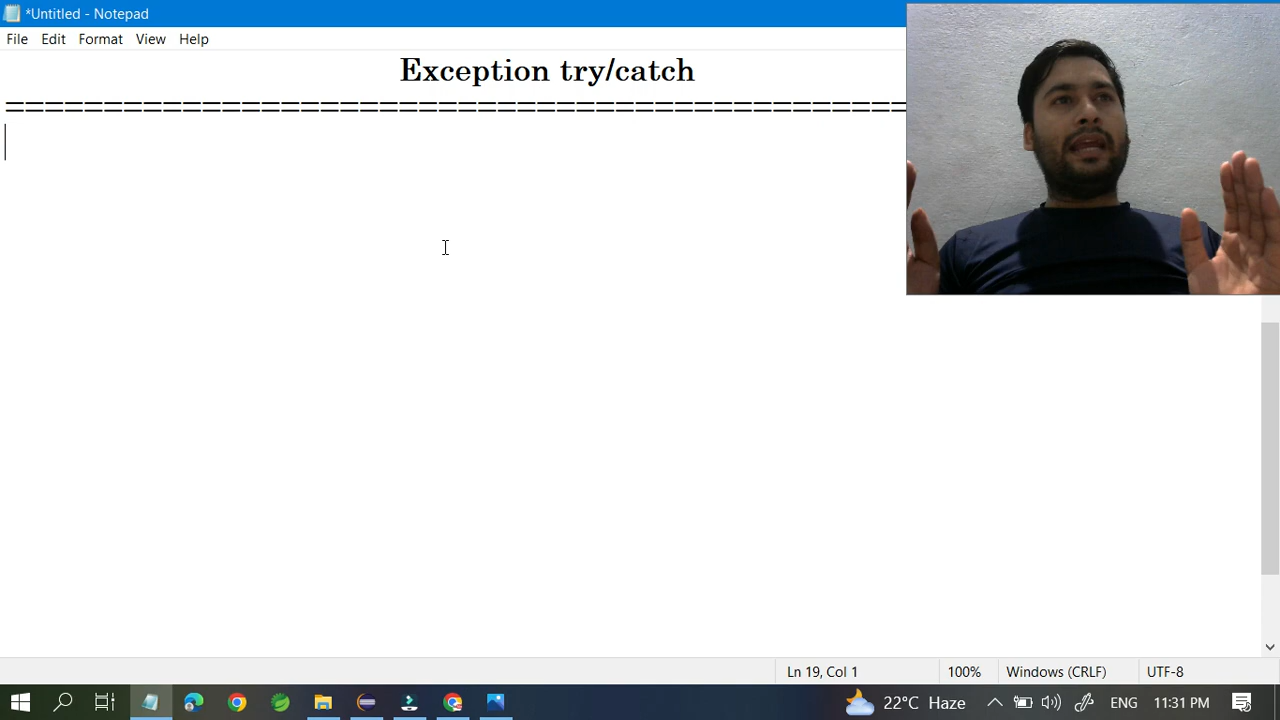 *Untitled - Notepad
File Edit Format View Help
Exception try/catch
==============================================
Ln 19, Col 1 100% Windows (CRLF) UTF-8
22°C Haze ENG 11:31 PM